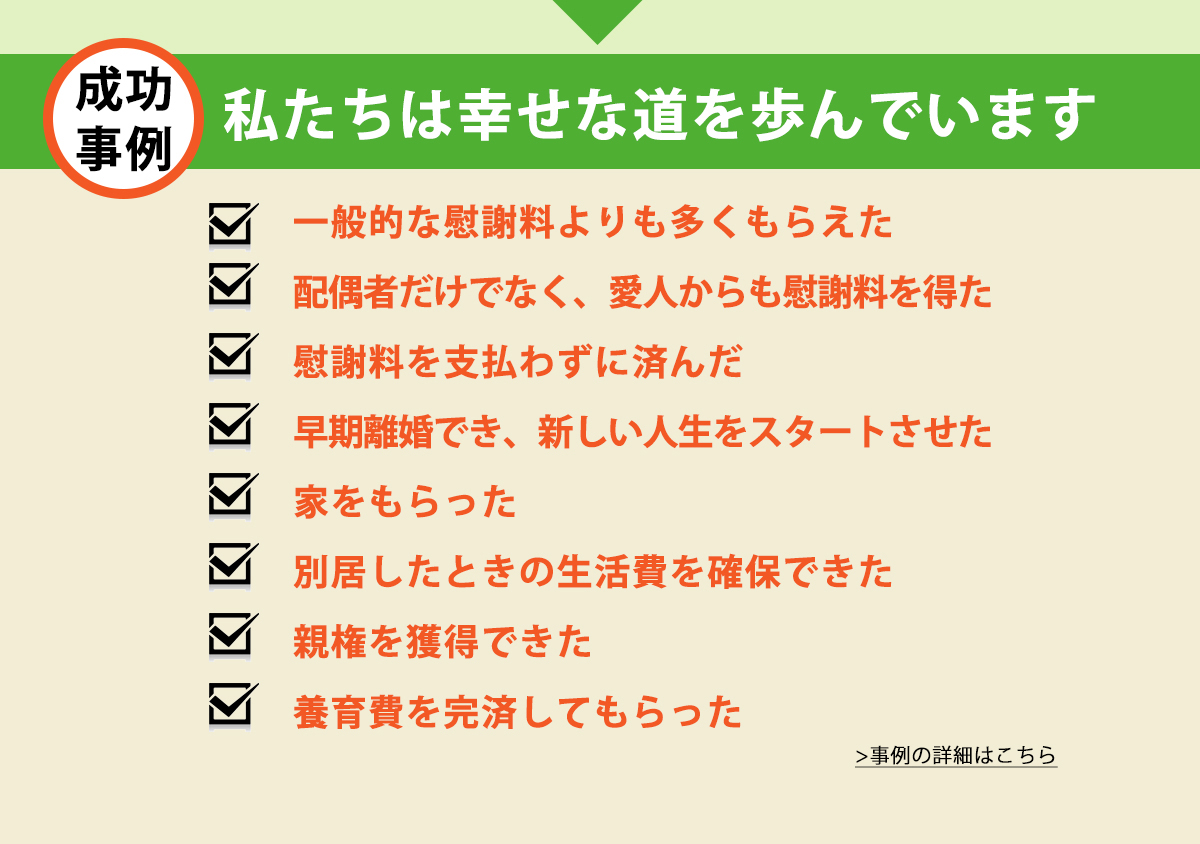 成功
事例
私たちは幸せな道を歩んでいます
一般的な慰謝料よりも多くもらえた
配偶者だけでなく、愛人からも慰謝料を得た
慰謝料を支払わずに済んだ
早期離婚でき、新しい人生をスタートさせた
家をもらった
別居したときの生活費を確保できた
親権を獲得できた
養育費を完済してもらった
>事例の詳細はこちら